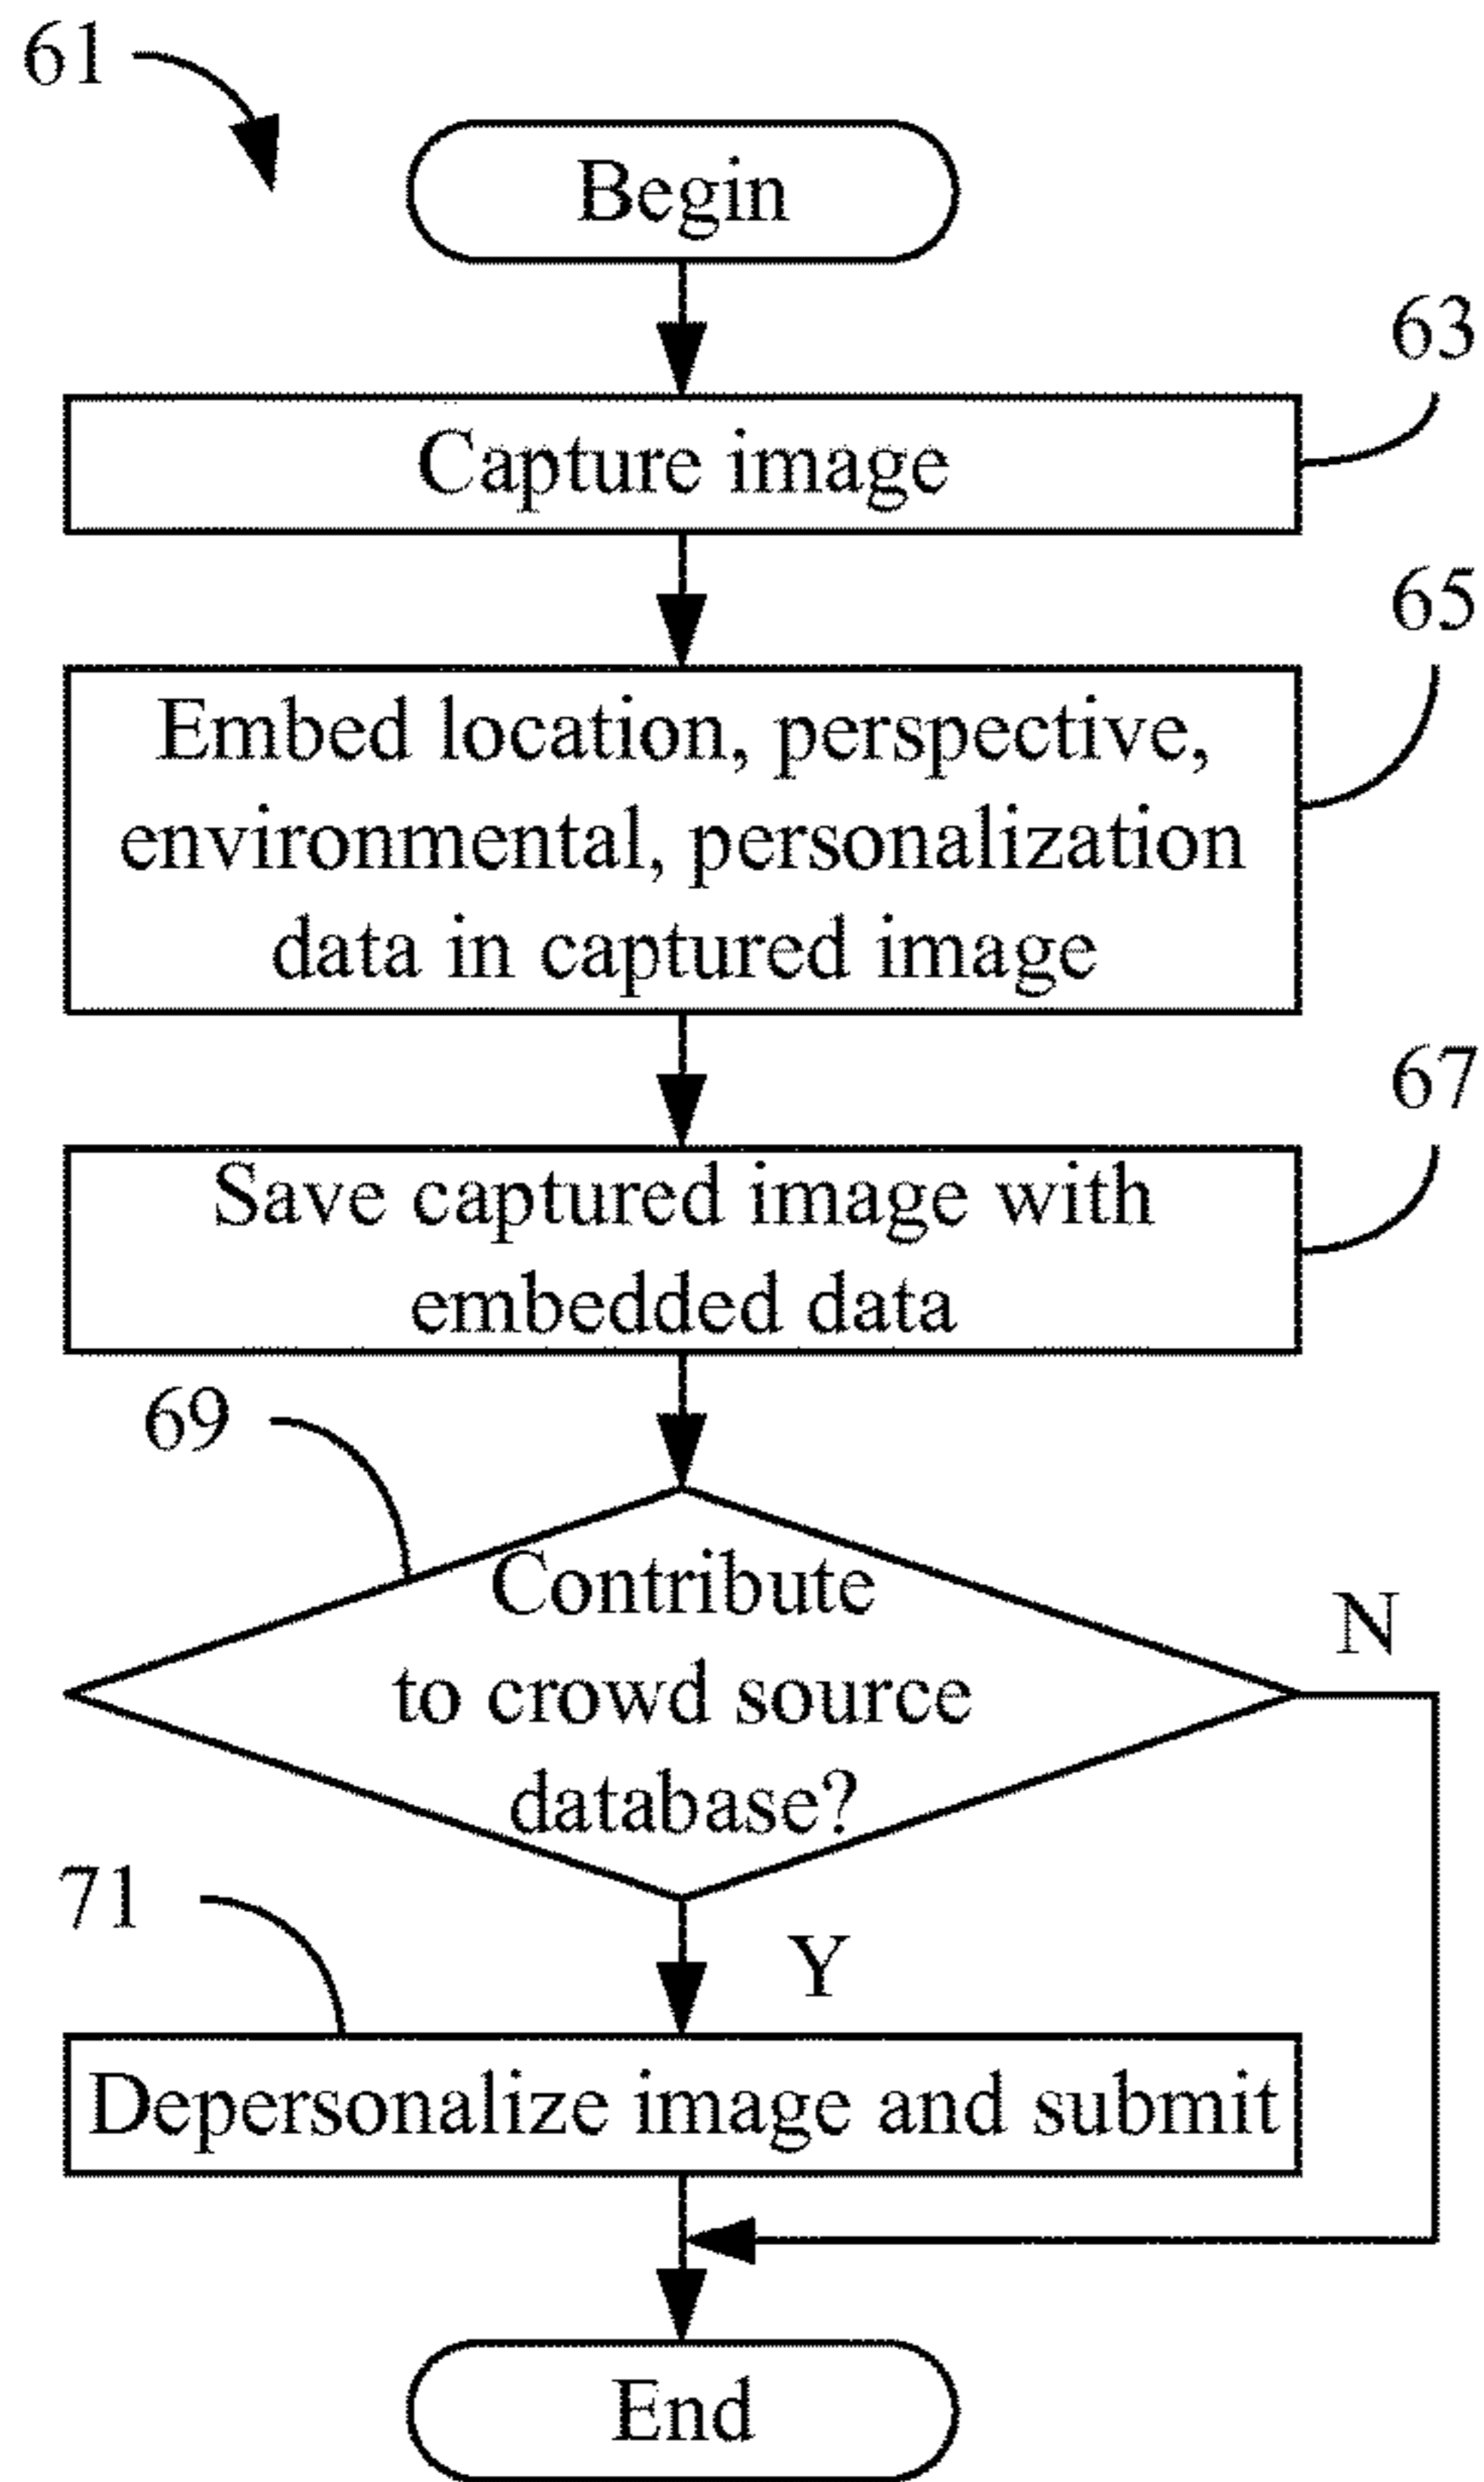 61
Begin
63
Capture image
65
Embed location, perspective,
environmental, personalization
data in captured image
67
Save captured image with
embedded data
69
Contribute
to crowd source
database?
N
71
Y
Depersonalize image and submit
End